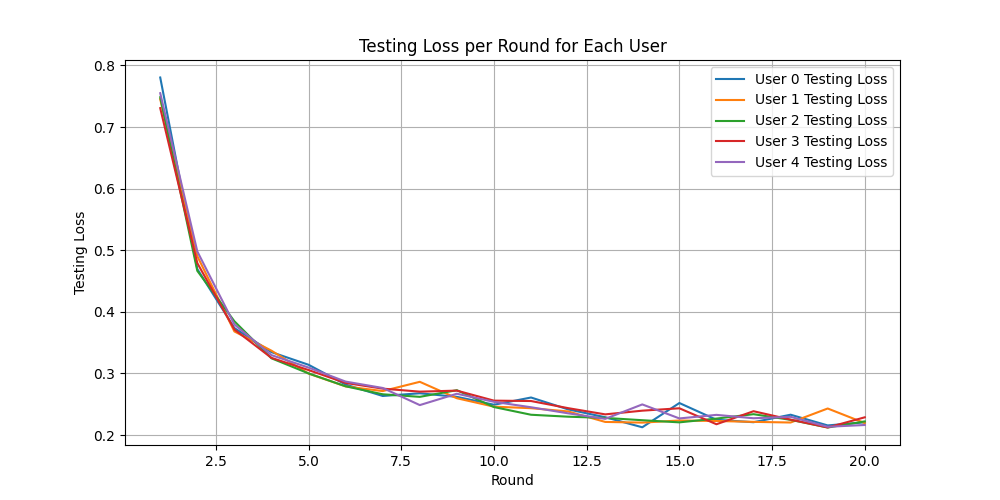 Testing Loss per Round for Each User
0.8
0.7
0.6
0.5
0.4
0.3
0.2
Testing Loss
User 0 Testing Loss
User 1 Testing Loss
User 2 Testing Loss
User 3 Testing Loss
User 4 Testing Loss
2.5 5.0 7.5 10.0 12.5 15.0 17.5 20.0
Round